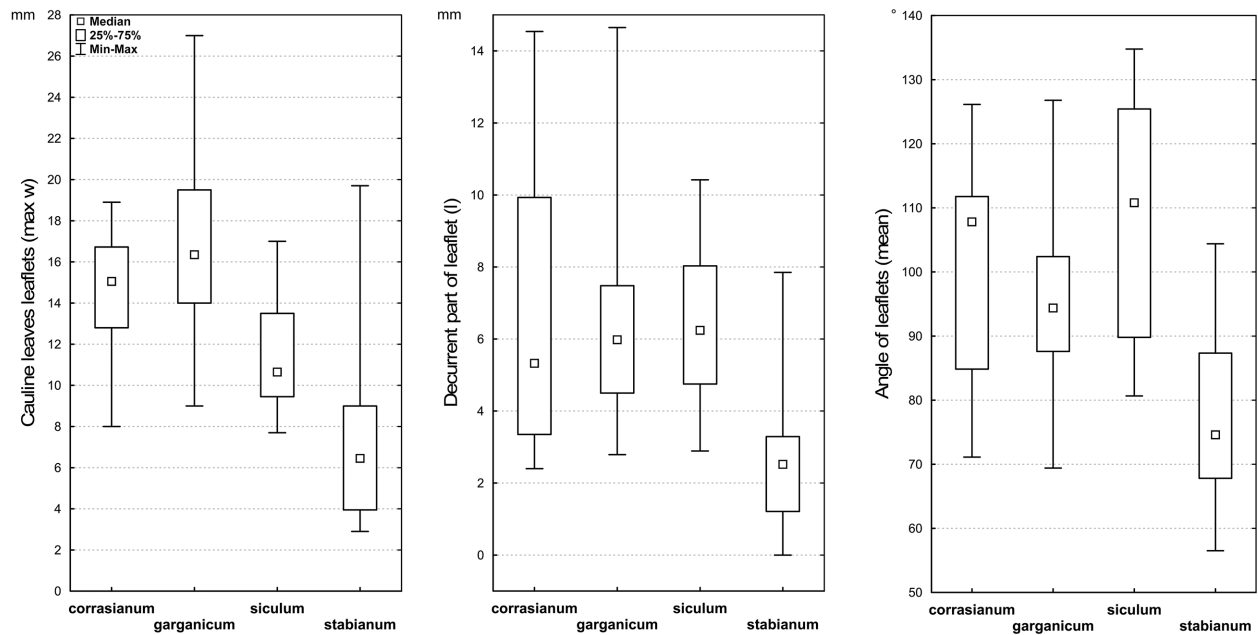 mm
28
26
24
22
20
18
16
14
12
10
8
6
4
2
0
Cauline leaves leaflets (max w)
Median
25%-75%
Min-Max
corrasianum
garganicum
siculum
stabianum
mm
14
12
10
8
6
4
2
0
Decurrent part of leaflet (l)
corrasianum
garganicum
siculum
stabianum
°
140
130
120
110
100
90
80
70
60
50
Angle of leaflets (mean)
corrasianum
garganicum
siculum
stabianum